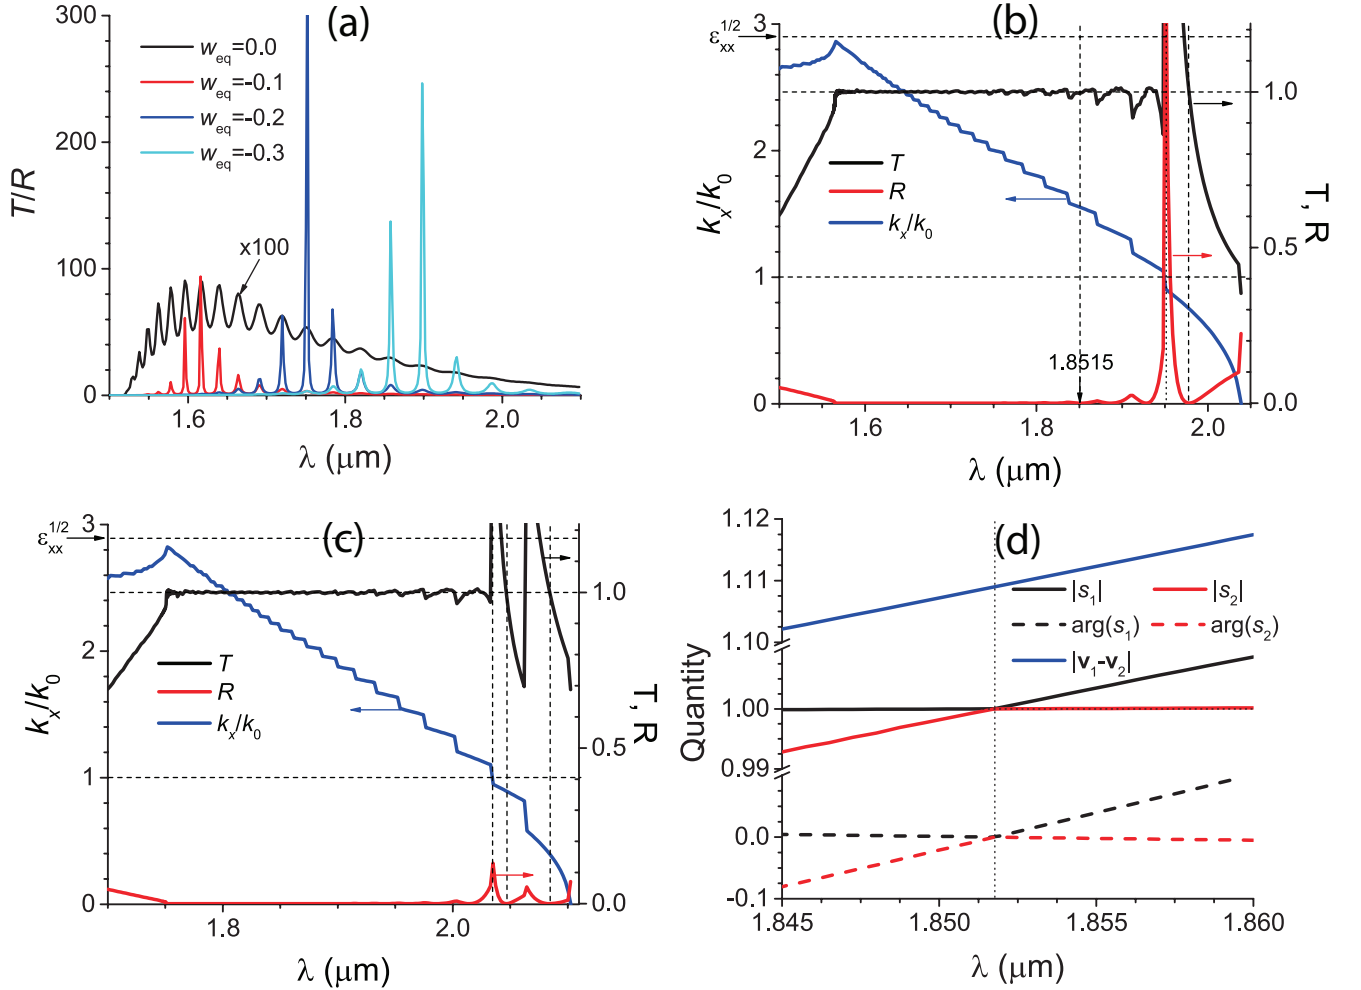 (a)
T/R
300
200
100
0
w_eq=0.0
w_eq=-0.1
w_eq=-0.2
w_eq=-0.3
x100
1.6 1.8 2.0
λ (μm)
(b)
ε_xx^1/2
k_x/k_0
3
2
1
0
T
R
k_x/k_0
1.8515
1.0
0.5
0.0
T, R
1.6 1.8 2.0
λ (μm)
(c)
ε_xx^1/2
k_x/k_0
3
2
1
0
T
R
k_x/k_0
1.0
0.5
0.0
T, R
1.8 2.0
λ (μm)
(d)
Quantity
1.12
1.11
1.10
1.00
0.99
0.0
-0.1
|s_1| |s_2|
arg(s_1) arg(s_2)
|v_1-v_2|
1.845 1.850 1.855 1.860
λ (μm)